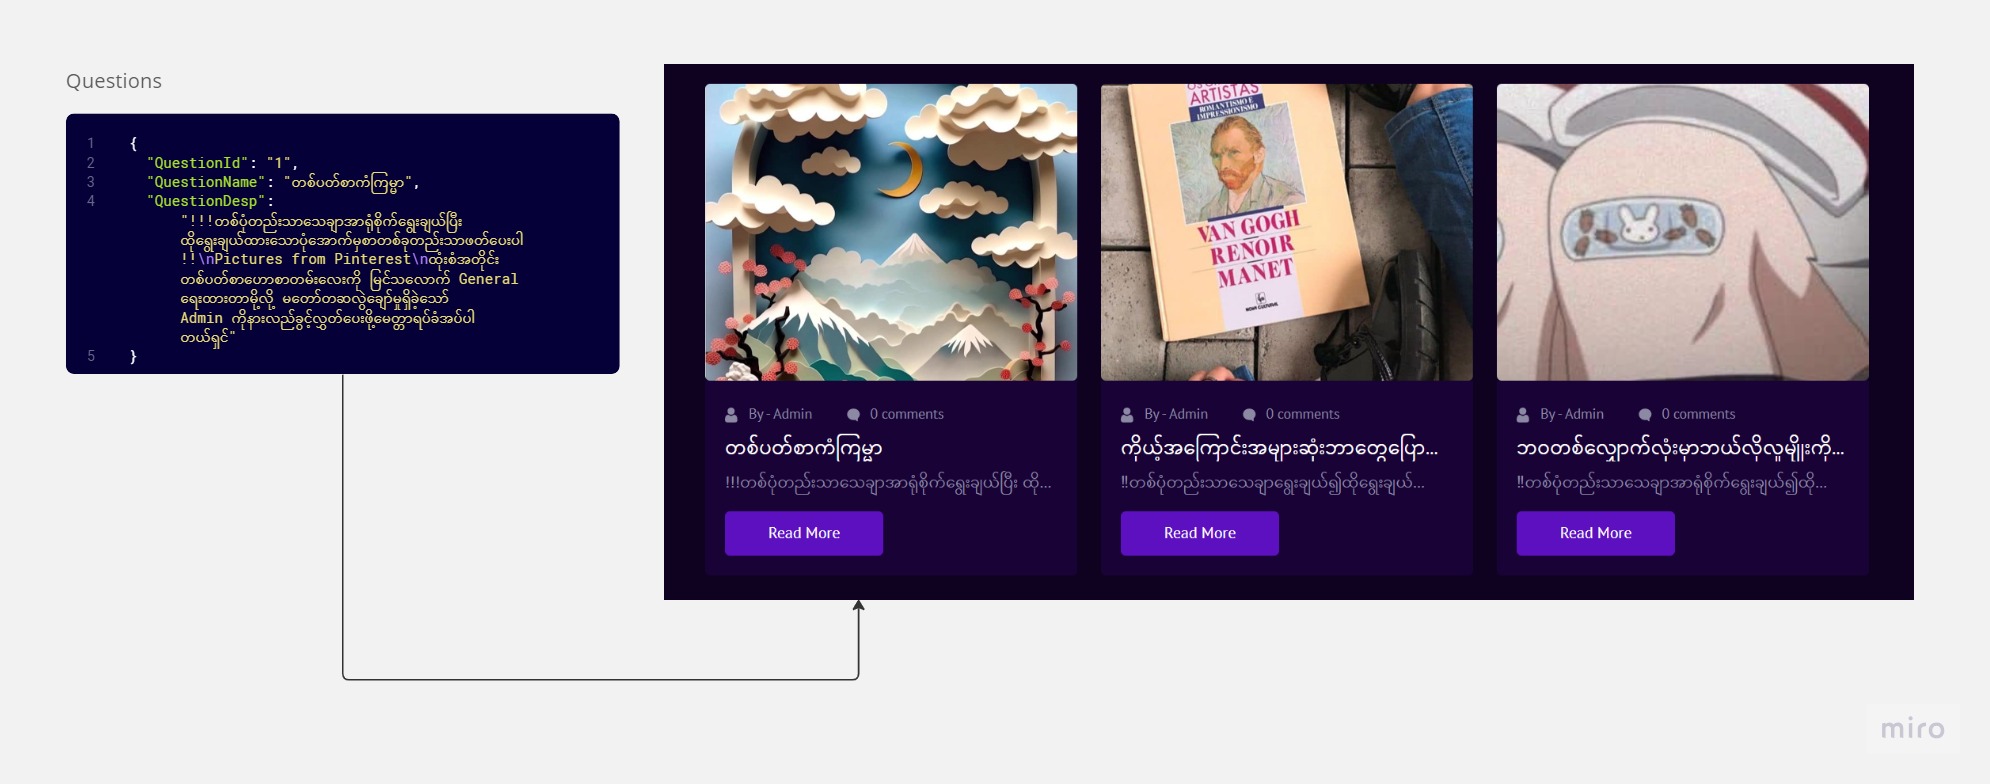 Questions
1 {
2 "QuestionId": "1",
3 "QuestionName": "တစ်ပတ်စာကံကြမ္မာ",
4 "QuestionDesp":
"!!!တစ်ပုံတည်းသာသေချာအာရုံစိုက်ရွေးချယ်ပြီး
ထိုရွေးချယ်ထားသောပုံအောက်မှစာတစ်ခုတည်းသာဖတ်ပေးပါ
!!\nPictures from Pinterest\nထုံးစံအတိုင်း
တစ်ပတ်စာဟောစာတမ်းလေးကို မြင်သလောက် General
ရေးထားတာမို့လို့ မတော်တဆလွဲချော်မှုရှိခဲ့သော်
Admin ကိုနားလည်ခွင့်လွှတ်ပေးဖို့မေတ္တာရပ်ခံအပ်ပါ
တယ်ရှင်"
5 }
OS
ARTISTAS
ROMANTISMO E
IMPRESSIONISMO
VAN GOGH
RENOIR
MANET
NOVA CULTURAL
By - Admin 0 comments
တစ်ပတ်စာကံကြမ္မာ
!!!တစ်ပုံတည်းသာသေချာအာရုံစိုက်ရွေးချယ်ပြီး ထို...
Read More
By - Admin 0 comments
ကိုယ့်အကြောင်းအများဆုံးဘာတွေပြော...
‼တစ်ပုံတည်းသာသေချာရွေးချယ်၍ထိုရွေးချယ်...
Read More
By - Admin 0 comments
ဘဝတစ်လျှောက်လုံးမှာဘယ်လိုလူမျိုးကို...
‼တစ်ပုံတည်းသာသေချာအာရုံစိုက်ရွေးချယ်၍ထို...
Read More
miro